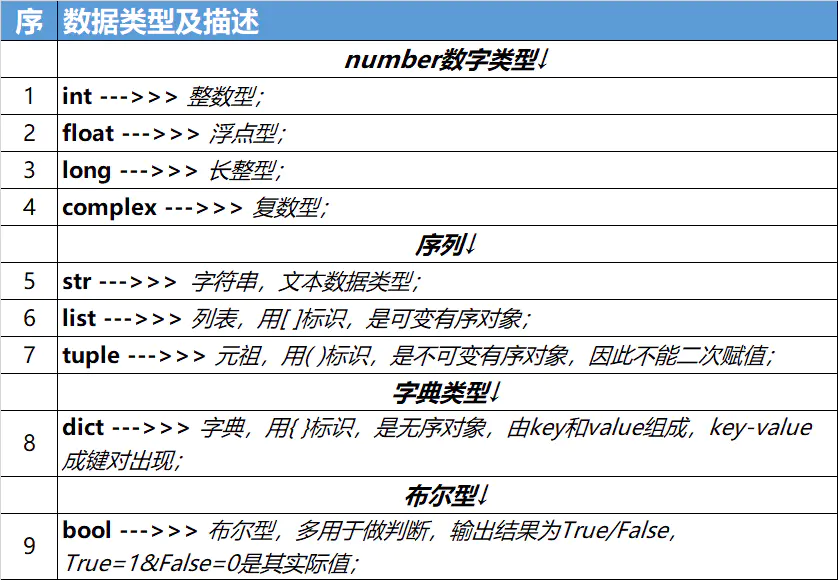 序 数据类型及描述
number数字类型↓
1 int --->>> 整数型；
2 float --->>> 浮点型；
3 long --->>> 长整型；
4 complex --->>> 复数型；
序列↓
5 str --->>> 字符串，文本数据类型；
6 list --->>> 列表，用[ ]标识，是可变有序对象；
7 tuple --->>> 元祖，用( )标识，是不可变有序对象，因此不能二次赋值；
字典类型↓
8 dict --->>> 字典，用{ }标识，是无序对象，由key和value组成，key-value
成键对出现；
布尔型↓
9 bool --->>> 布尔型，多用于做判断，输出结果为True/False，
True=1&False=0是其实际值；